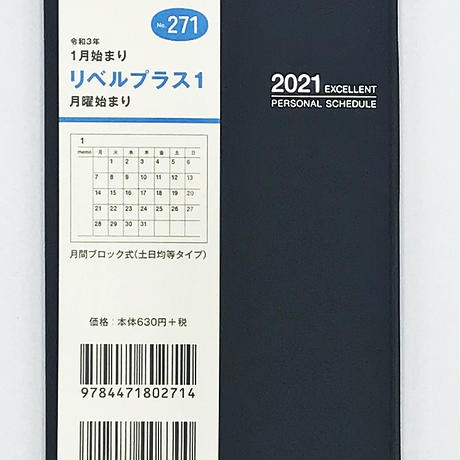 No. 271
令和3年
1月始まり
リベルプラス1
月曜始まり
1
memo 月 火 水 木 金 土 日
1 2 3 4 5 6
7 8 9 10 11 12 13
14 15 16 17 18 19 20
21 22 23 24 25 26 27
28 29 30 31
月間ブロック式(土日均等タイプ)
価格:本体630円+税
9784471802714
2021 EXCELLENT
PERSONAL SCHEDULE